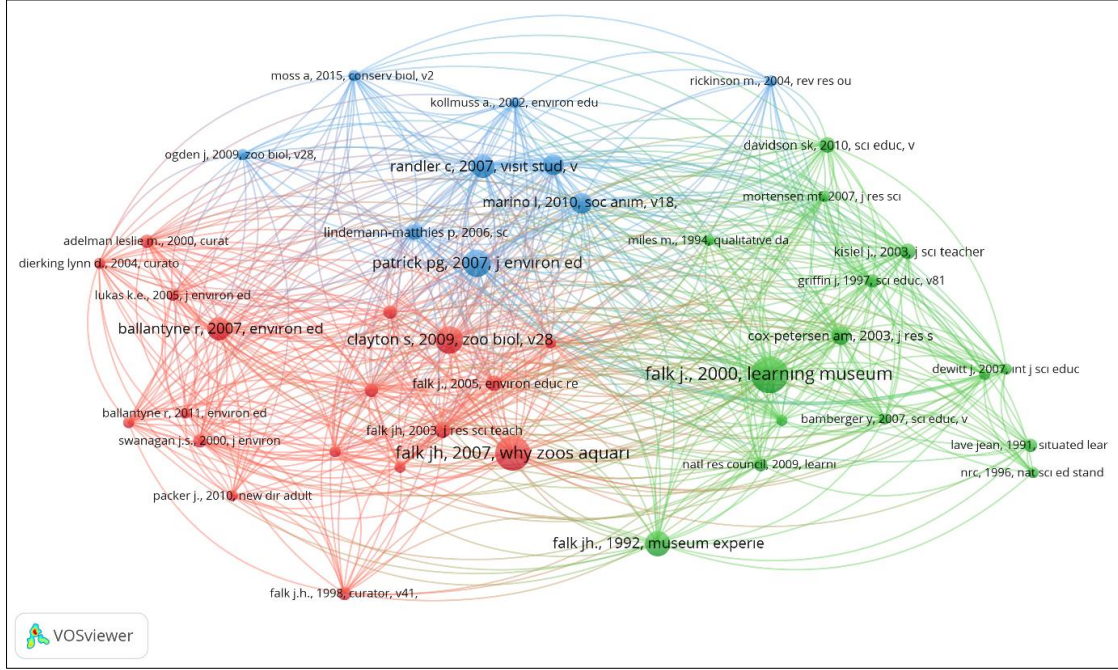 moss a, 2015, conserv biol, v2
rickinson m., 2004, rev res ou
kollmuss a., 2002, environ edu
davidson sk, 2010, sci educ, v
ogden j, 2009, zoo biol, v28,
randler c, 2007, visit stud, v
mortensen mf, 2007, j res sci
marino l, 2010, soc anim, v18,
lindemann-matthies p, 2006, sc
adelman leslie m., 2000, curat
miles m., 1994, qualitative da
kisiel j., 2003, j sci teacher
dierking lynn d., 2004, curato
patrick pg, 2007, j environ ed
griffin j, 1997, sci educ, v81
lukas k.e., 2005, j environ ed
ballantyne r, 2007, environ ed
clayton s, 2009, zoo biol, v28
cox-petersen am, 2003, j res s
falk j., 2000, learning museum
dewitt j, 2007, int j sci educ
falk j., 2005, environ educ re
ballantyne r, 2011, environ ed
bamberger y, 2007, sci educ, v
falk jh, 2003, j res sci teach
swanagan j.s., 2000, j environ
lave jean, 1991, situated lear
falk jh, 2007, why zoos aquari
natl res council, 2009, learni
nrc, 1996, nat sci ed stand
packer j., 2010, new dir adult
falk jh., 1992, museum experie
falk j.h., 1998, curator, v41,
VOSviewer